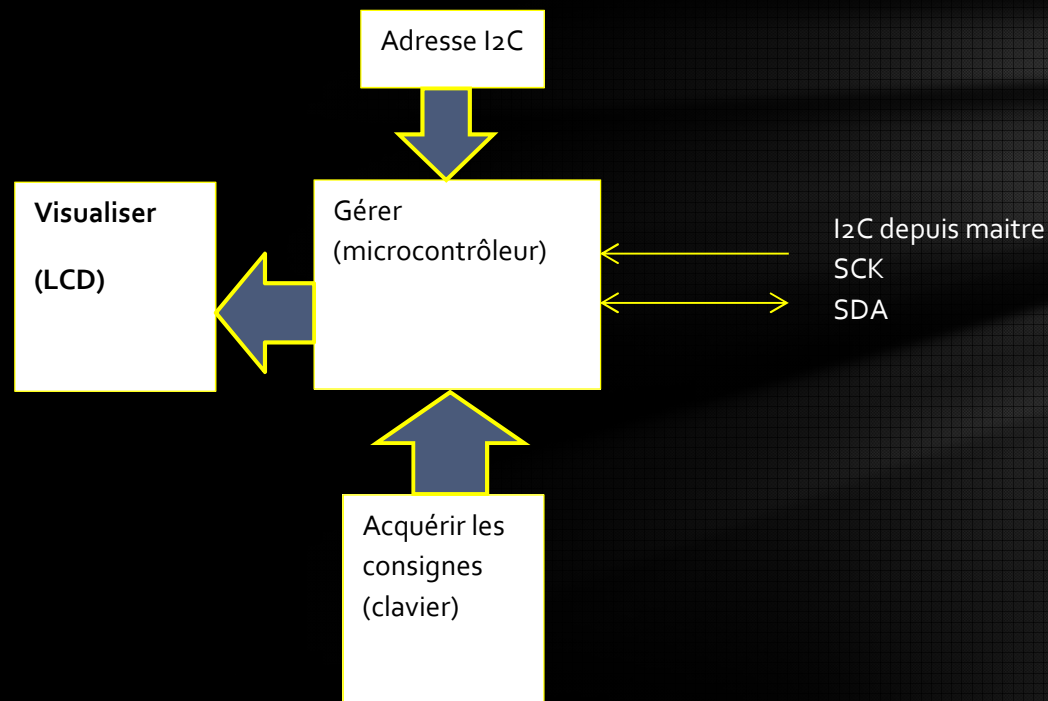 Adresse I2C
Visualiser
(LCD)
Gérer
(microcontrôleur)
I2C depuis maitre
SCK
SDA
Acquérir les
consignes
(clavier)